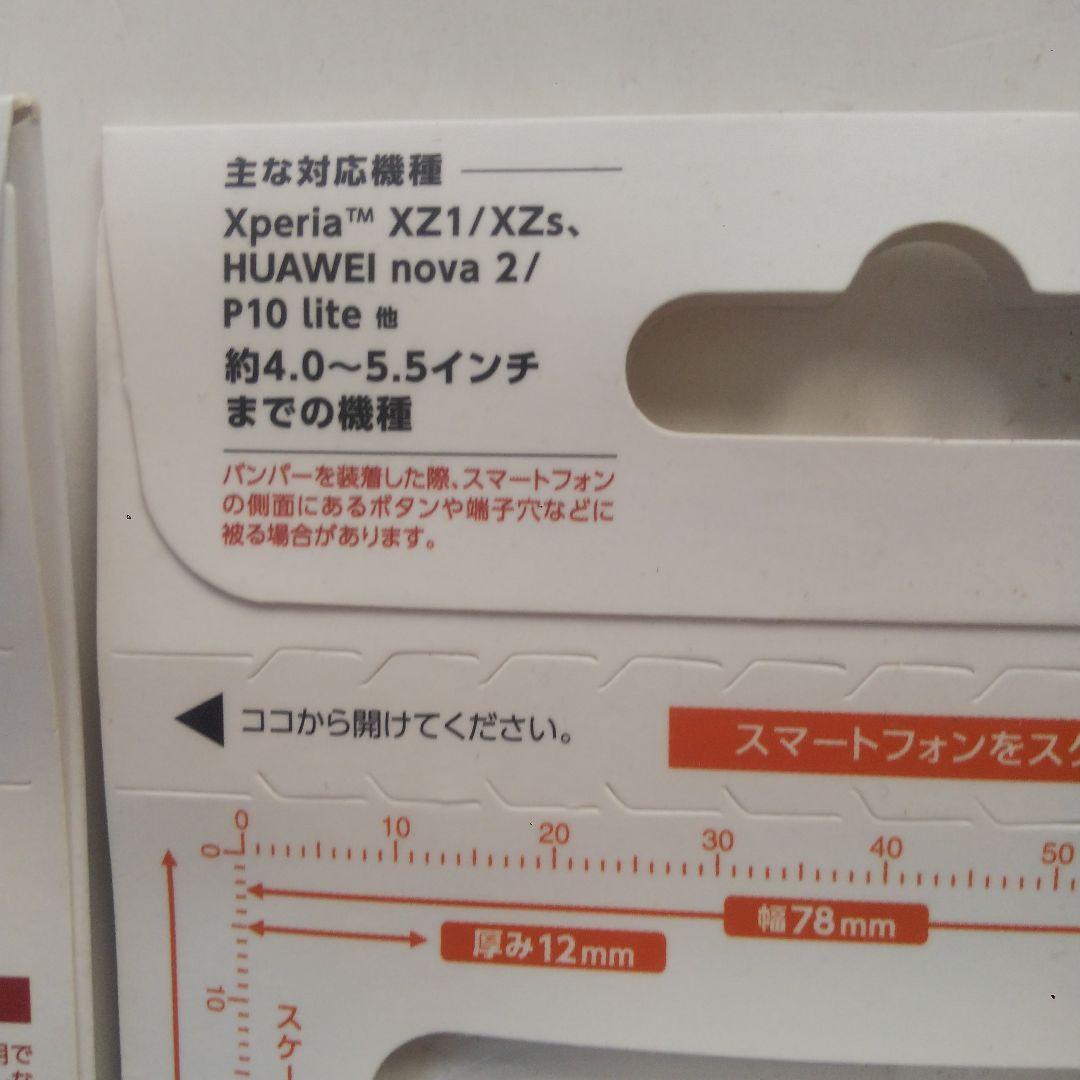 主な対応機種
Xperia™ XZ1/XZs、
HUAWEI nova 2/
P10 lite 他
約4.0～5.5インチ
までの機種
バンパーを装着した際、スマートフォン
の側面にあるボタンや端子穴などに
被る場合があります。
ココから開けてください。
スマートフォンをスク
0 10 20 30 40 50
0
幅78mm
厚み12mm
10
スケー